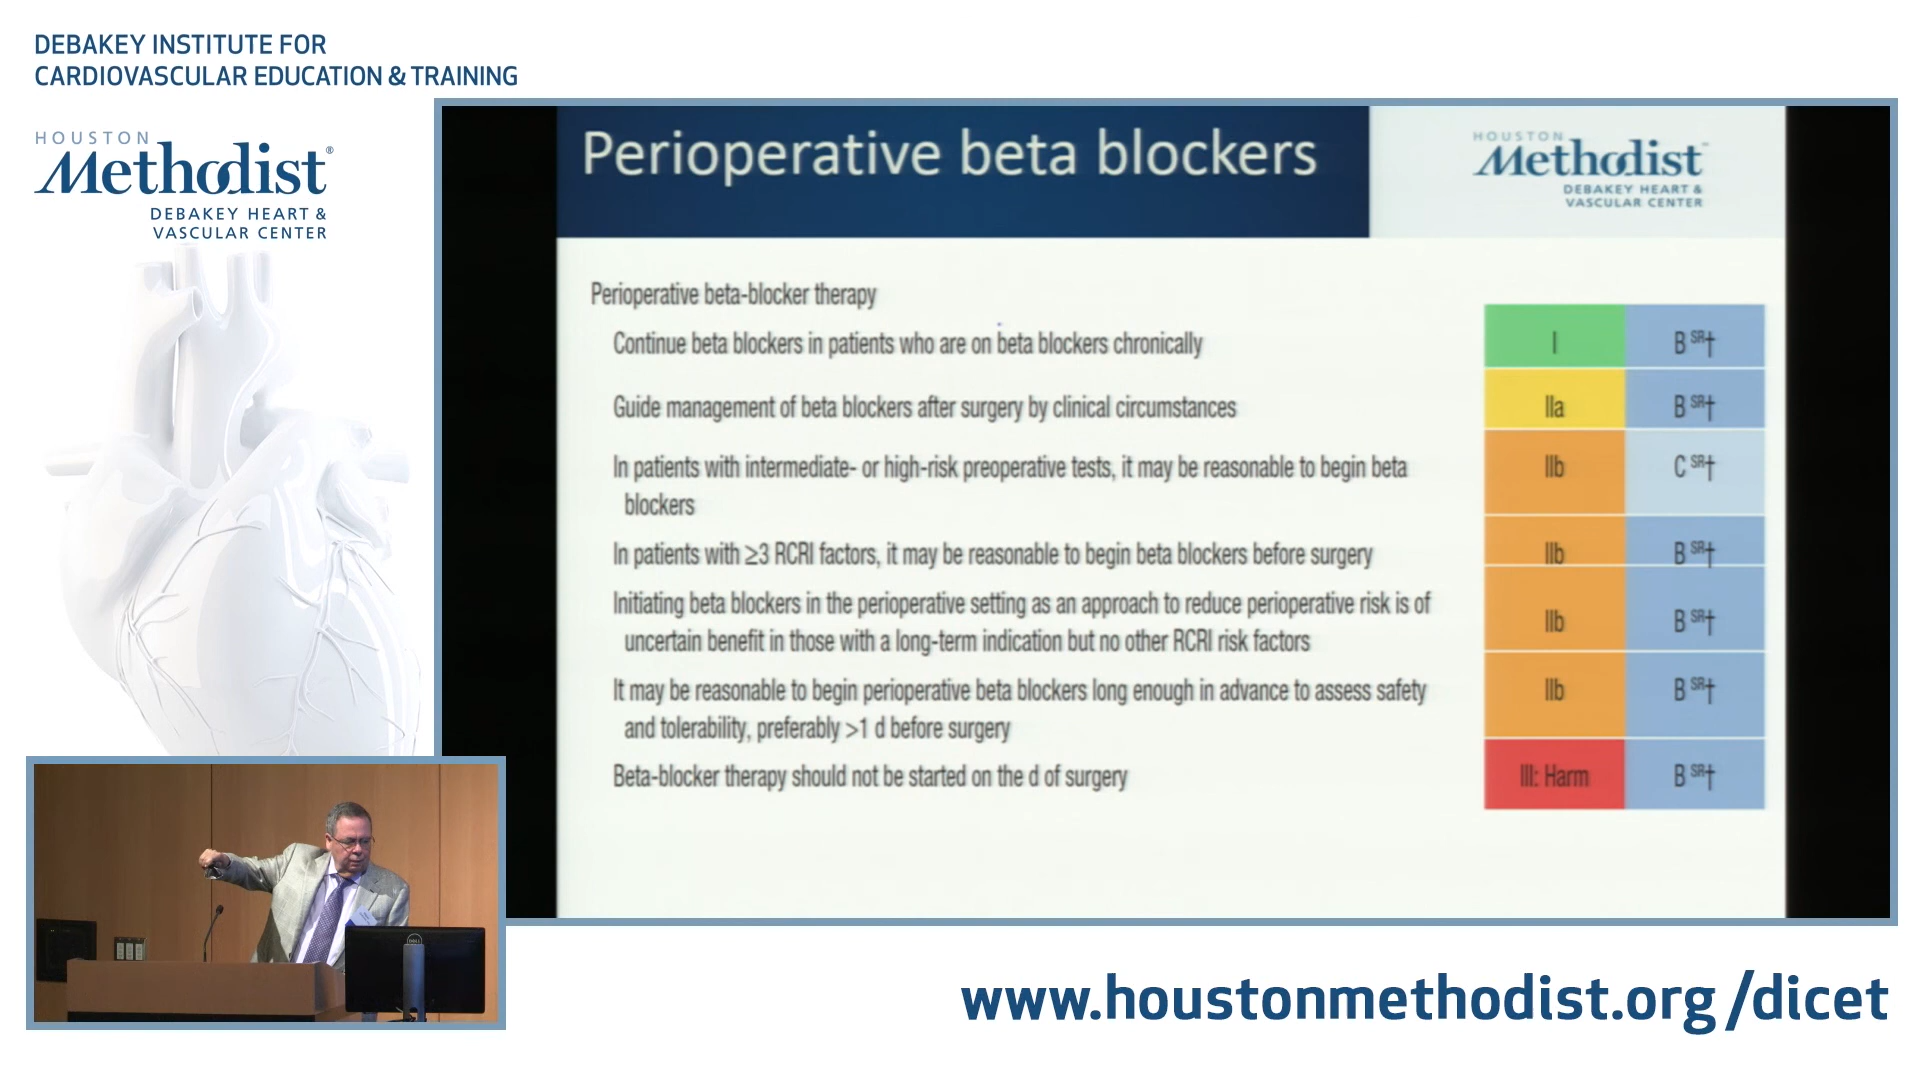 DEBAKEY INSTITUTE FOR
CARDIOVASCULAR EDUCATION & TRAINING
HOUSTON
Methodist®
DEBAKEY HEART &
VASCULAR CENTER
Perioperative beta blockers
HOUSTON
Methodist
DEBAKEY HEART &
VASCULAR CENTER
Perioperative beta-blocker therapy
Continue beta blockers in patients who are on beta blockers chronically
I
B SR†
Guide management of beta blockers after surgery by clinical circumstances
IIa
B SR†
In patients with intermediate- or high-risk preoperative tests, it may be reasonable to begin beta
blockers
IIb
C SR†
In patients with ≥3 RCRI factors, it may be reasonable to begin beta blockers before surgery
IIb
B SR†
Initiating beta blockers in the perioperative setting as an approach to reduce perioperative risk is of
uncertain benefit in those with a long-term indication but no other RCRI risk factors
IIb
B SR†
It may be reasonable to begin perioperative beta blockers long enough in advance to assess safety
and tolerability, preferably >1 d before surgery
IIb
B SR†
Beta-blocker therapy should not be started on the d of surgery
III: Harm
B SR†
DELL
www.houstonmethodist.org/dicet